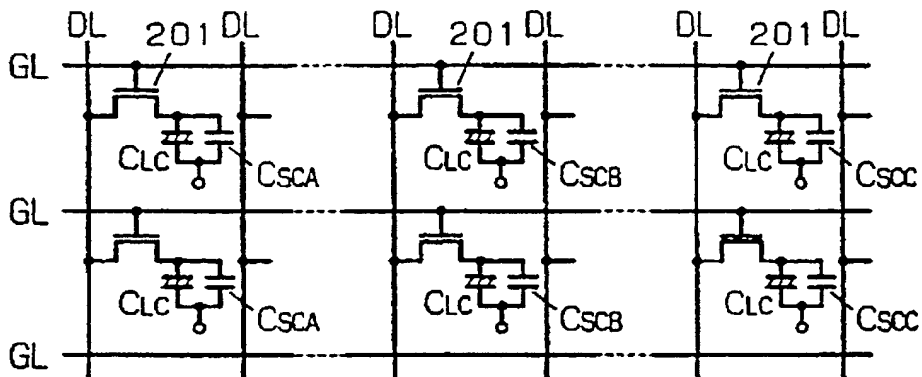 DL 201 DL DL 201 DL DL 201 DL
GL
CLC CSCA CLC CSCB CLC CSCC
GL
CLC CSCA CLC CSCB CLC CSCC
GL